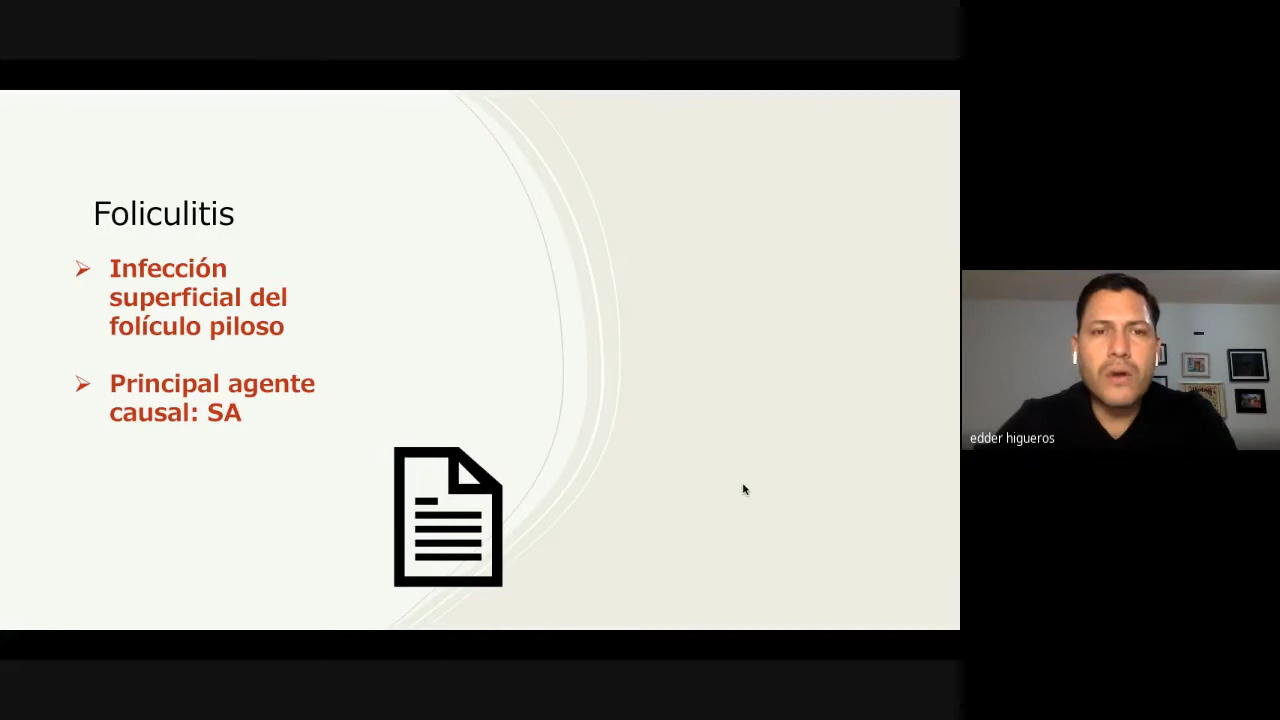 Foliculitis
➢ Infección
superficial del
folículo piloso
➢ Principal agente
causal: SA
edder higueros